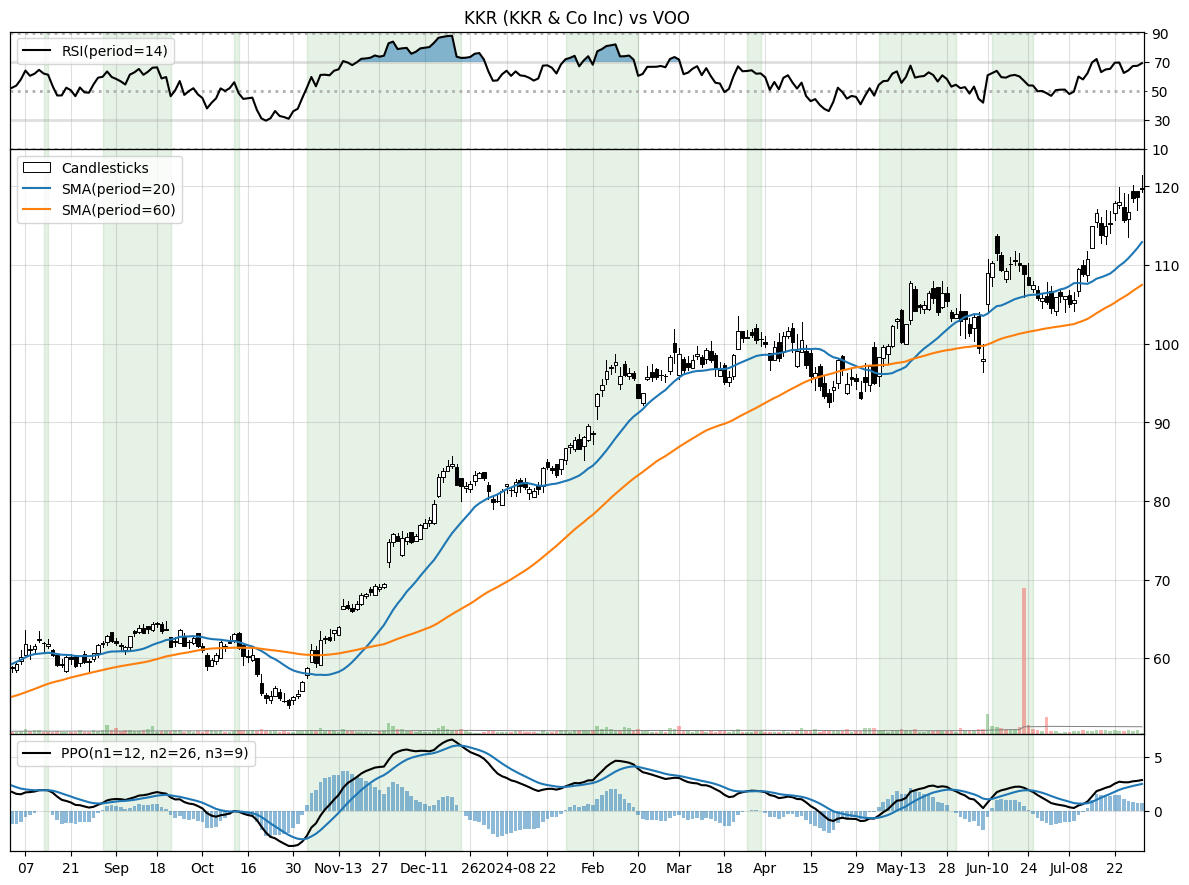 KKR (KKR & Co Inc) vs VOO
RSI(period=14)
90
70
50
30
10
Candlesticks
SMA(period=20)
SMA(period=60)
120
110
100
90
80
70
60
PPO(n1=12, n2=26, n3=9)
5
0
07 21 Sep 18 Oct 16 30 Nov-13 27 Dec-11 26 2024-08 22 Feb 20 Mar 18 Apr 15 29 May-13 28 Jun-10 24 Jul-08 22